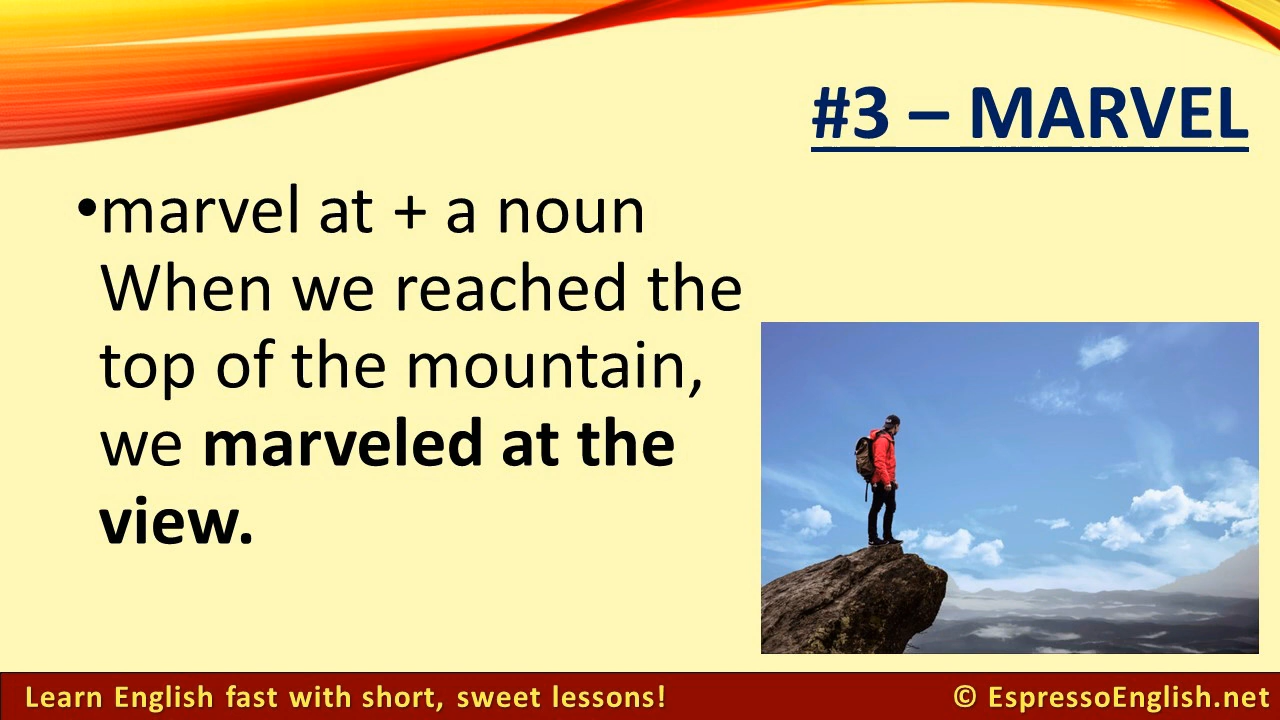 #3 – MARVEL
•marvel at + a noun
When we reached the
top of the mountain,
we marveled at the
view.
Learn English fast with short, sweet lessons!
© EspressoEnglish.net